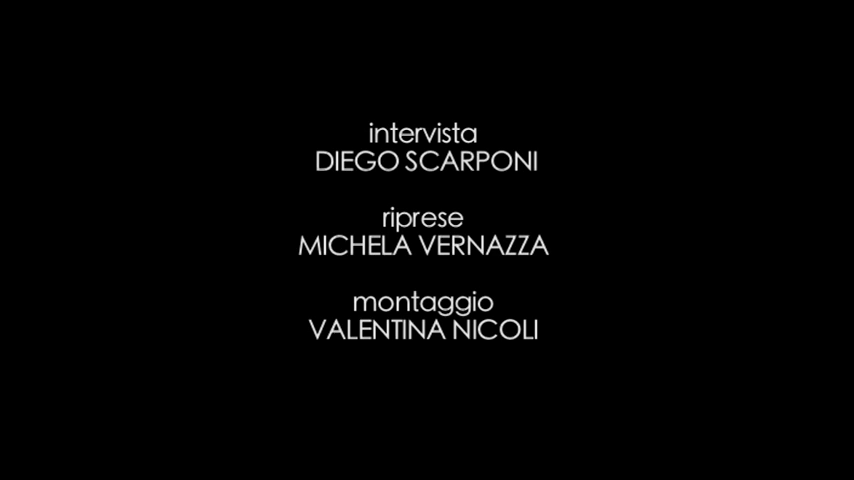 intervista
DIEGO SCARPONI
riprese
MICHELA VERNAZZA
montaggio
VALENTINA NICOLI